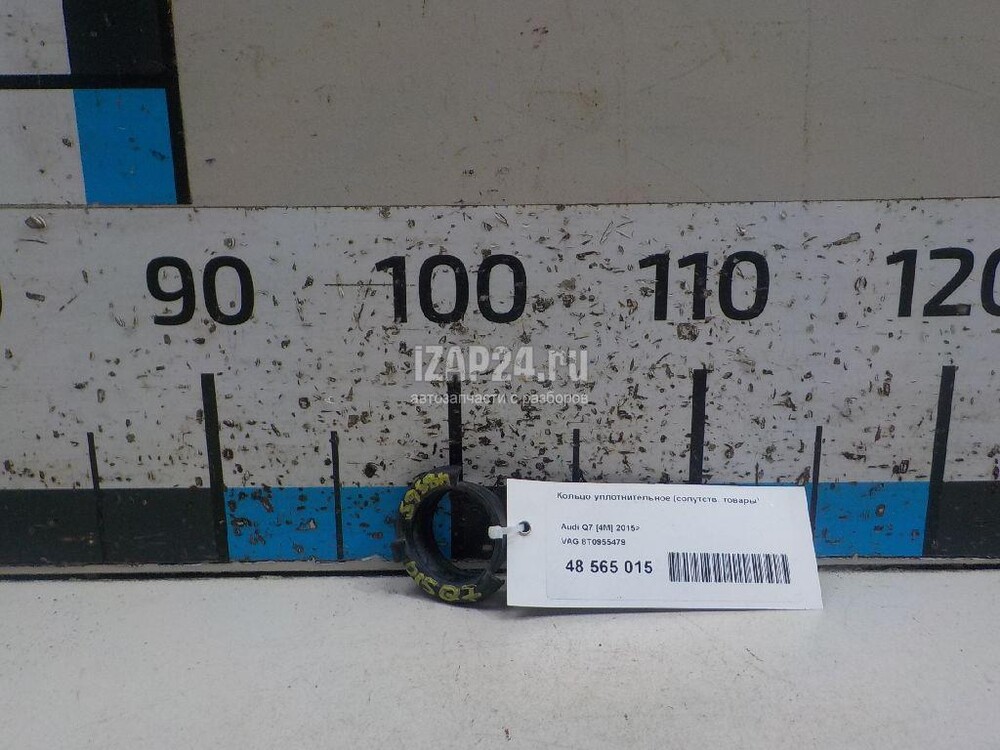 90 100 110 120
iZAP24.ru
автозапчасти с разборов
Кольцо уплотнительное (сопутств. товары)
Audi Q7 [4M] 2015>
VAG 8T0955479
48 565 015